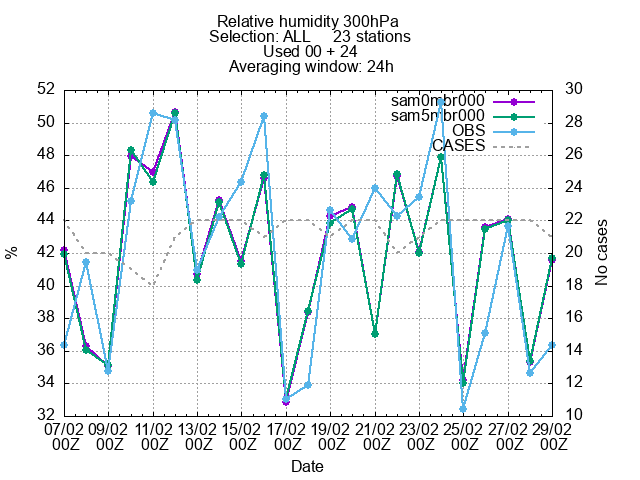 Relative humidity 300hPa
Selection: ALL 23 stations
Used 00 + 24
Averaging window: 24h
sam0mbr000
sam5mbr000
OBS
CASES
52
50
48
46
44
42
40
38
36
34
32
30
28
26
24
22
20
18
16
14
12
10
%
No cases
07/02 09/02 11/02 13/02 15/02 17/02 19/02 21/02 23/02 25/02 27/02 29/02
00Z 00Z 00Z 00Z 00Z 00Z 00Z 00Z 00Z 00Z 00Z 00Z
Date